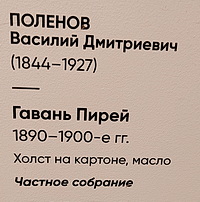 ПОЛЕНОВ
Василий Дмитриевич
(1844–1927)
Гавань Пирей
1890–1900-е гг.
Холст на картоне, масло
Частное собрание